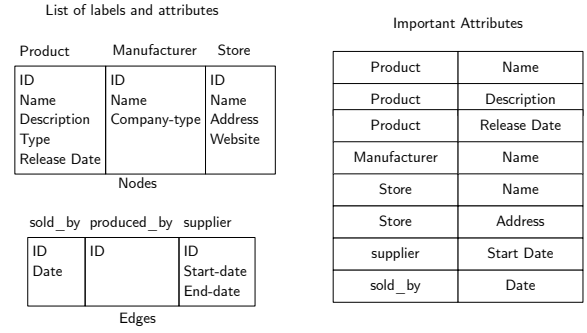 List of labels and attributes
Product Manufacturer Store
ID ID ID
Name Name Name
Description Company-type Address
Type Website
Release Date
Nodes
sold_by produced_by supplier
ID ID ID
Date Start-date
End-date
Edges
Important Attributes
Product Name
Product Description
Product Release Date
Manufacturer Name
Store Name
Store Address
supplier Start Date
sold_by Date